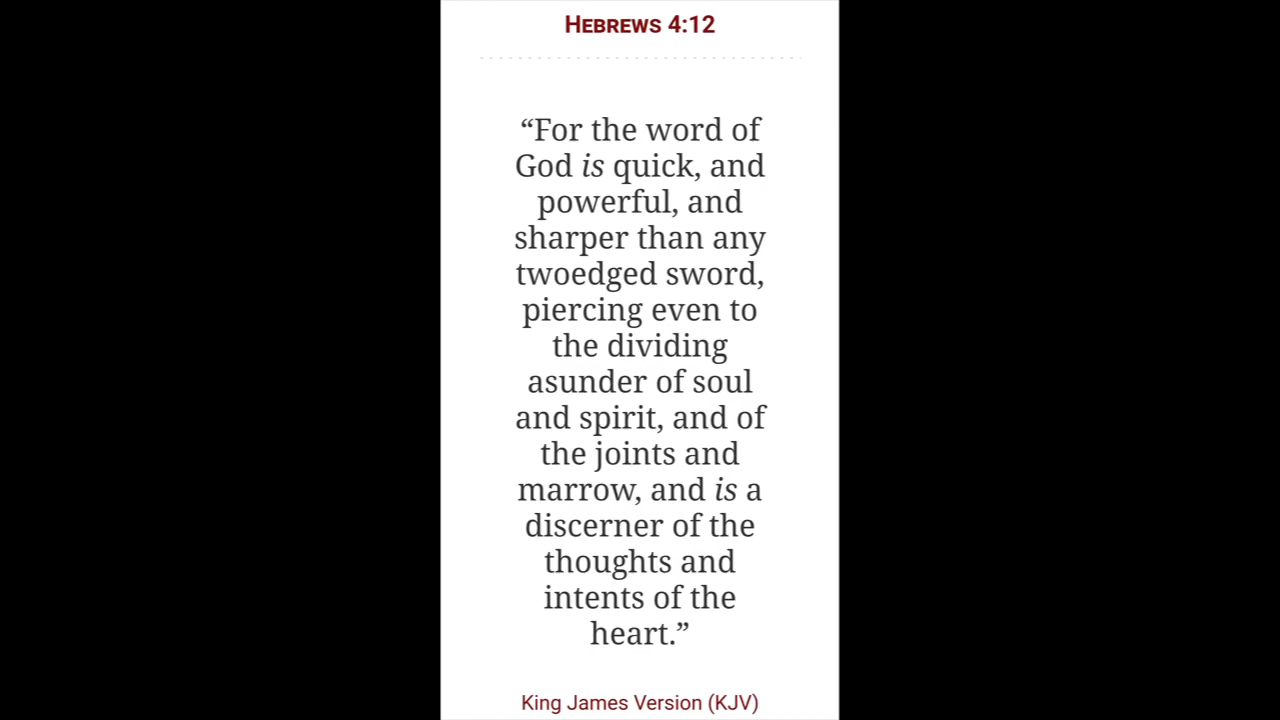 HEBREWS 4:12
“For the word of
God is quick, and
powerful, and
sharper than any
twoedged sword,
piercing even to
the dividing
asunder of soul
and spirit, and of
the joints and
marrow, and is a
discerner of the
thoughts and
intents of the
heart.”
King James Version (KJV)